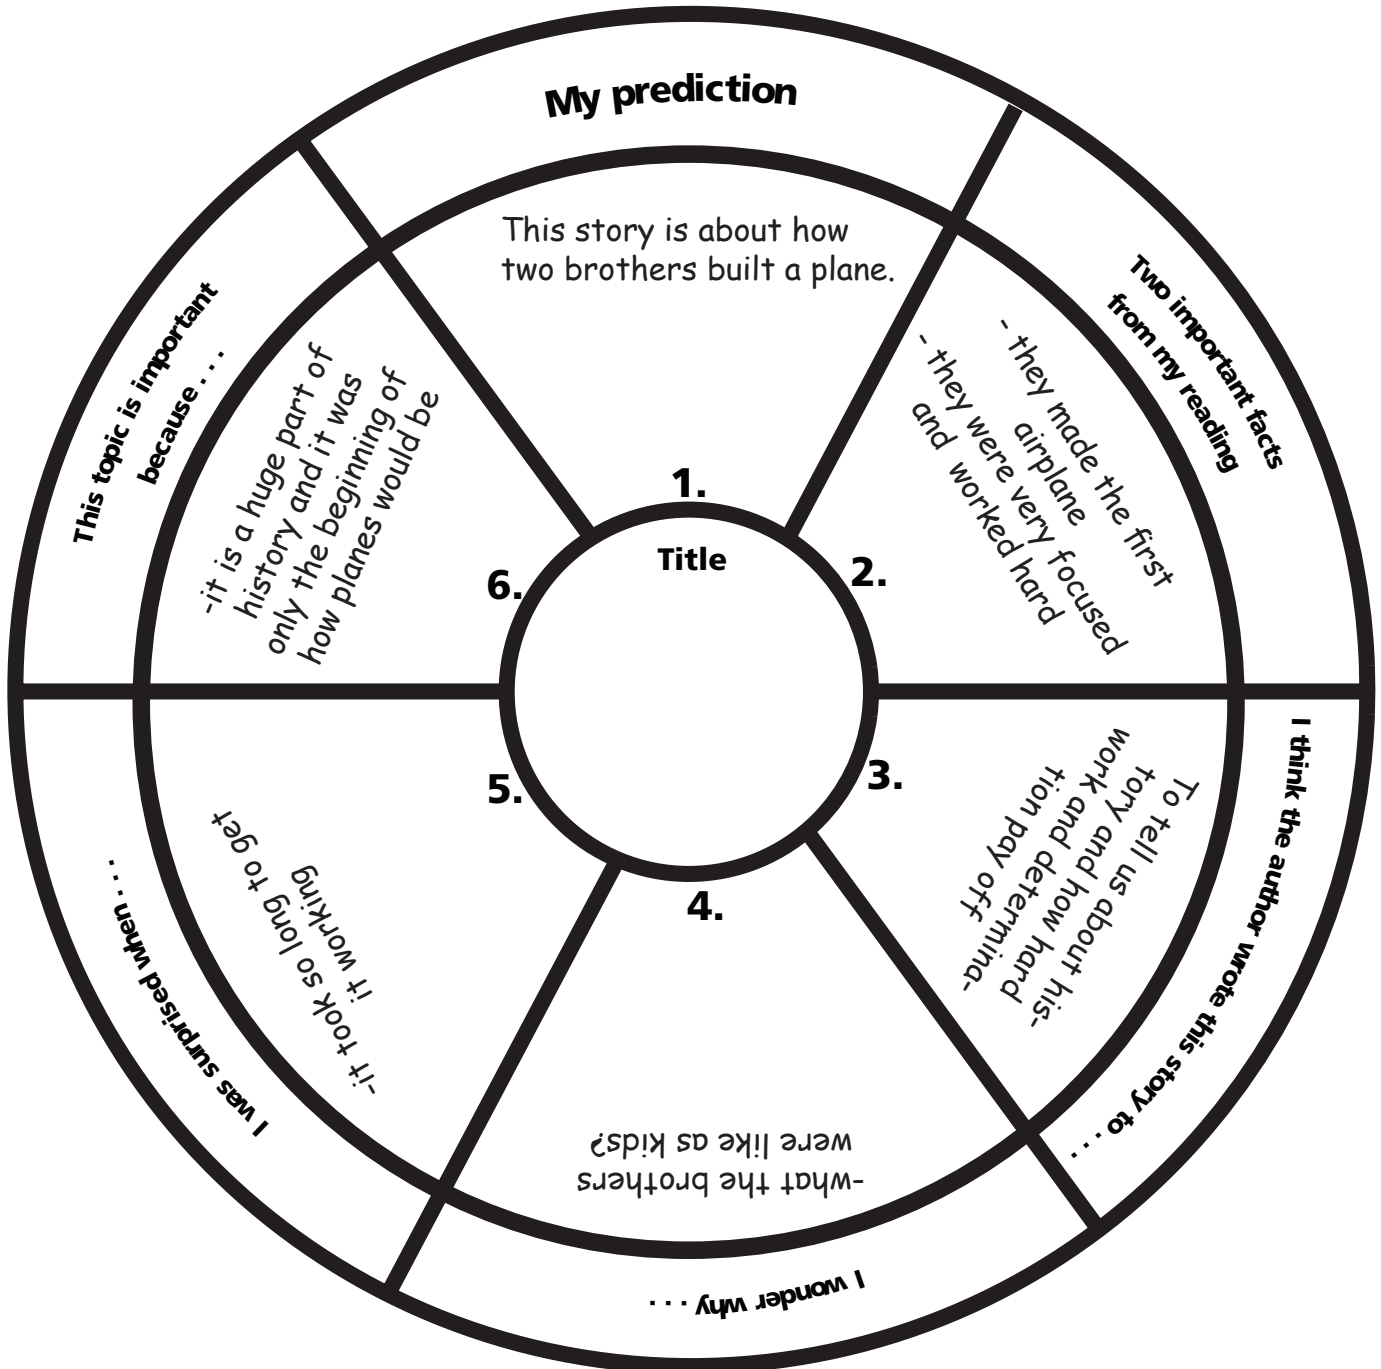 My prediction
This story is about how
two brothers built a plane.
1.
Title
Two important facts
from my reading
- they made the first
airplane
- they were very focused
and worked hard
2.
I think the author wrote this story to . . .
To tell us about his-
tory and how hard
work and determina-
tion pay off
3.
I wonder why . . .
-what the brothers
were like as kids?
4.
I was surprised when . . .
-it took so long to get
it working
5.
This topic is important
because . . .
-it is a huge part of
history and it was
only the beginning of
how planes would be
6.